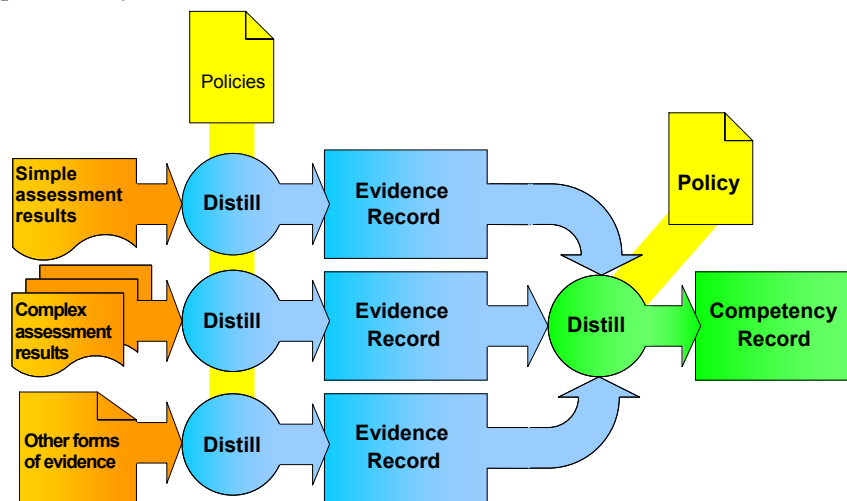 Policies
Policy
Simple
assessment
results
Distill
Evidence
Record
Complex
assessment
results
Distill
Evidence
Record
Distill
Competency
Record
Other forms
of evidence
Distill
Evidence
Record